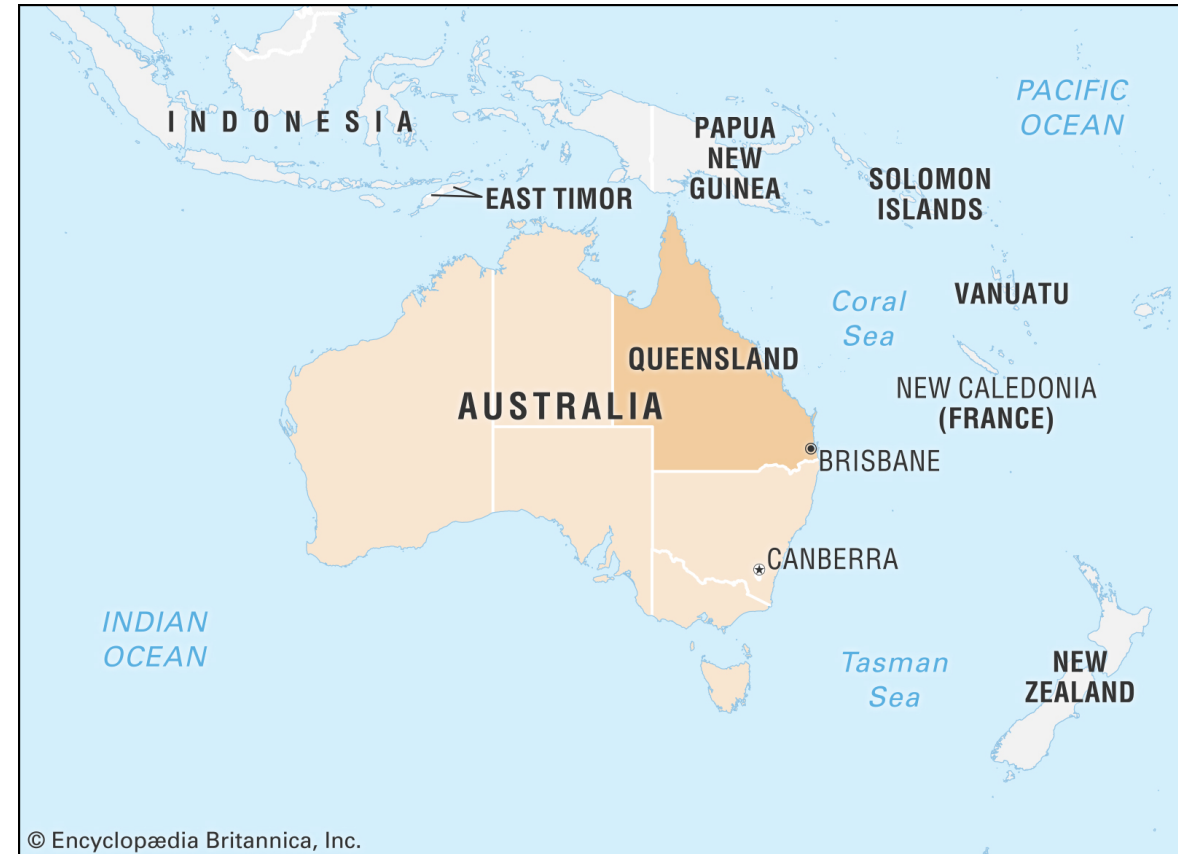 PACIFIC
OCEAN
INDONESIA
PAPUA
NEW
GUINEA
SOLOMON
ISLANDS
EAST TIMOR
Coral
Sea
VANUATU
QUEENSLAND
AUSTRALIA
NEW CALEDONIA
(FRANCE)
BRISBANE
CANBERRA
INDIAN
OCEAN
Tasman
Sea
NEW
ZEALAND
© Encyclopædia Britannica, Inc.